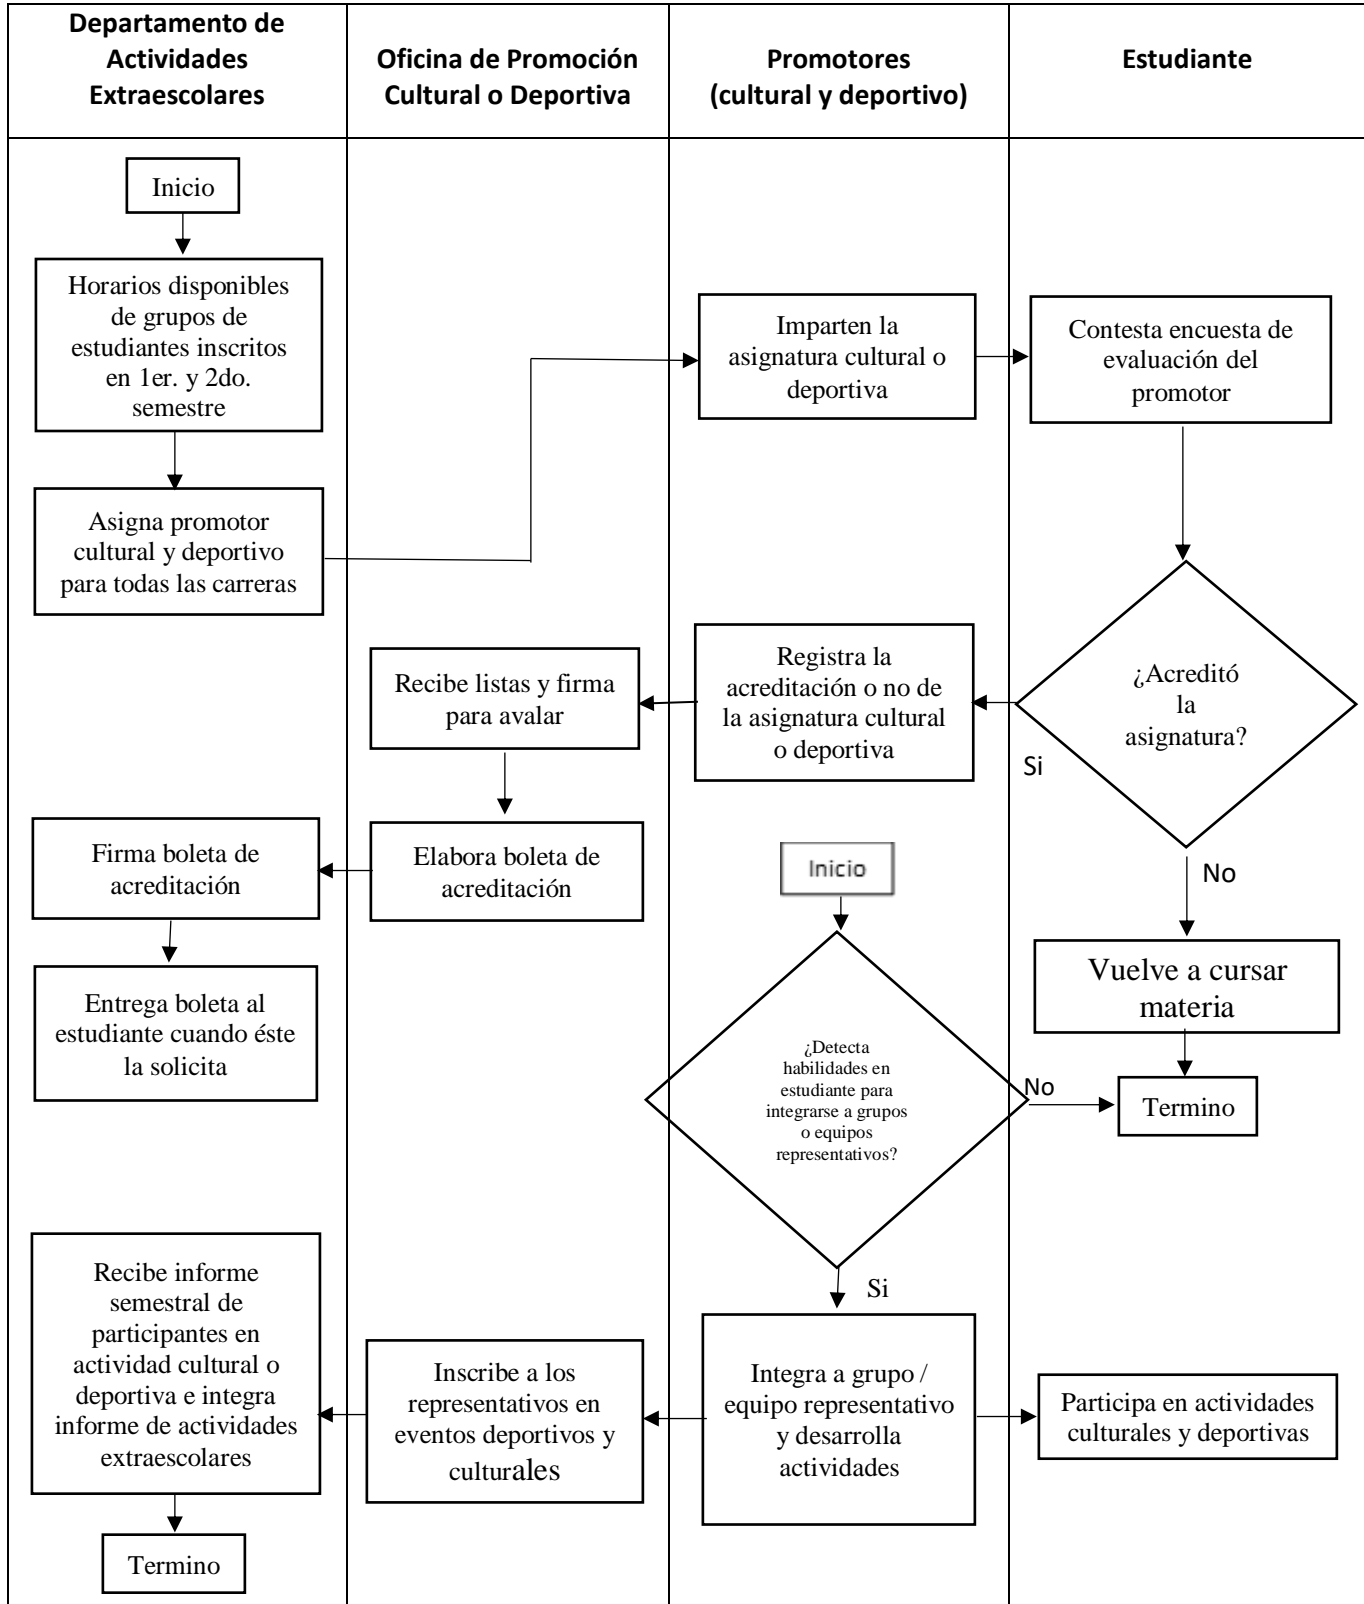 Departamento de
Actividades
Extraescolares
Oficina de Promoción
Cultural o Deportiva
Promotores
(cultural y deportivo)
Estudiante
Inicio
Horarios disponibles
de grupos de
estudiantes inscritos
en 1er. y 2do.
semestre
Imparten la
asignatura cultural o
deportiva
Contesta encuesta de
evaluación del
promotor
Asigna promotor
cultural y deportivo
para todas las carreras
¿Acreditó
la
asignatura?
Si
No
Registra la
acreditación o no de
la asignatura cultural
o deportiva
Recibe listas y firma
para avalar
Elabora boleta de
acreditación
Firma boleta de
acreditación
Entrega boleta al
estudiante cuando éste
la solicita
Vuelve a cursar
materia
Termino
Inicio
¿Detecta
habilidades en
estudiante para
integrarse a grupos
o equipos
representativos?
No
Si
Integra a grupo /
equipo representativo
y desarrolla
actividades
Participa en actividades
culturales y deportivas
Inscribe a los
representativos en
eventos deportivos y
culturales
Recibe informe
semestral de
participantes en
actividad cultural o
deportiva e integra
informe de actividades
extraescolares
Termino